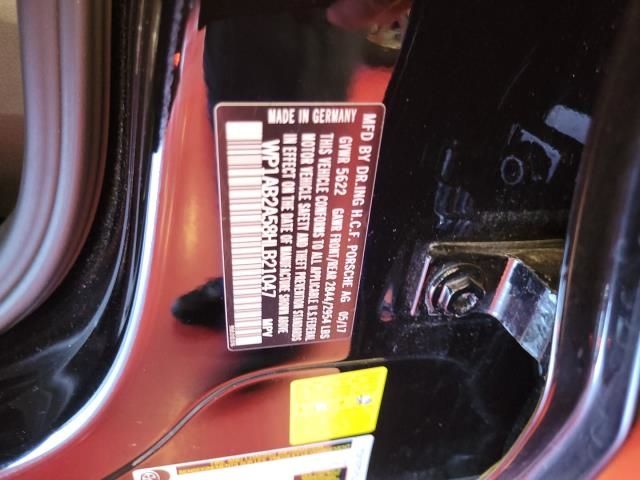 MFD BY DR.ING H.C.F. PORSCHE AG 05/17
GVWR 5622 GAWR FRONT/REAR 2844/2954 LBS
THIS VEHICLE CONFORMS TO ALL APPLICABLE U.S.FEDERAL
MOTOR VEHICLE SAFETY AND THEFT PREVENTION STANDARDS
IN EFFECT ON THE DATE OF MANUFACTURE SHOWN ABOVE
WP1AB2A58HLB21047 MPV
MADE IN GERMANY